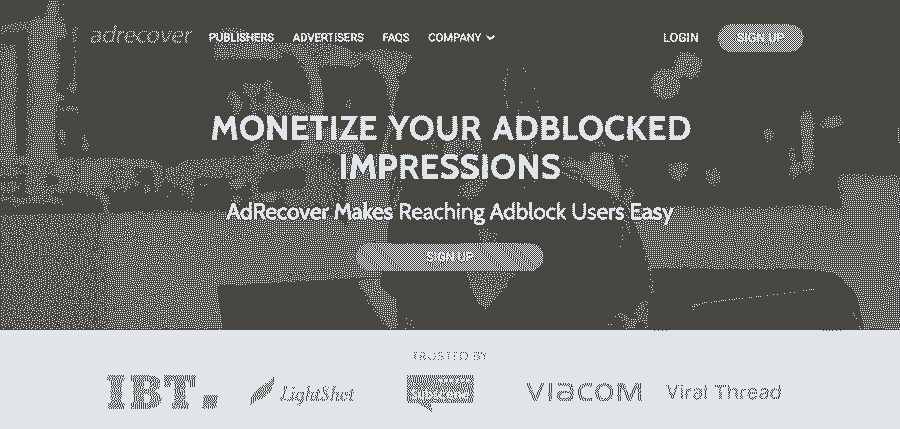 adrecover PUBLISHERS ADVERTISERS FAQS COMPANY LOGIN SIGN UP
MONETIZE YOUR ADBLOCKED
IMPRESSIONS
AdRecover Makes Reaching Adblock Users Easy
SIGN UP
TRUSTED BY
IBT. LightShot Subscene VIACOM Viral Thread